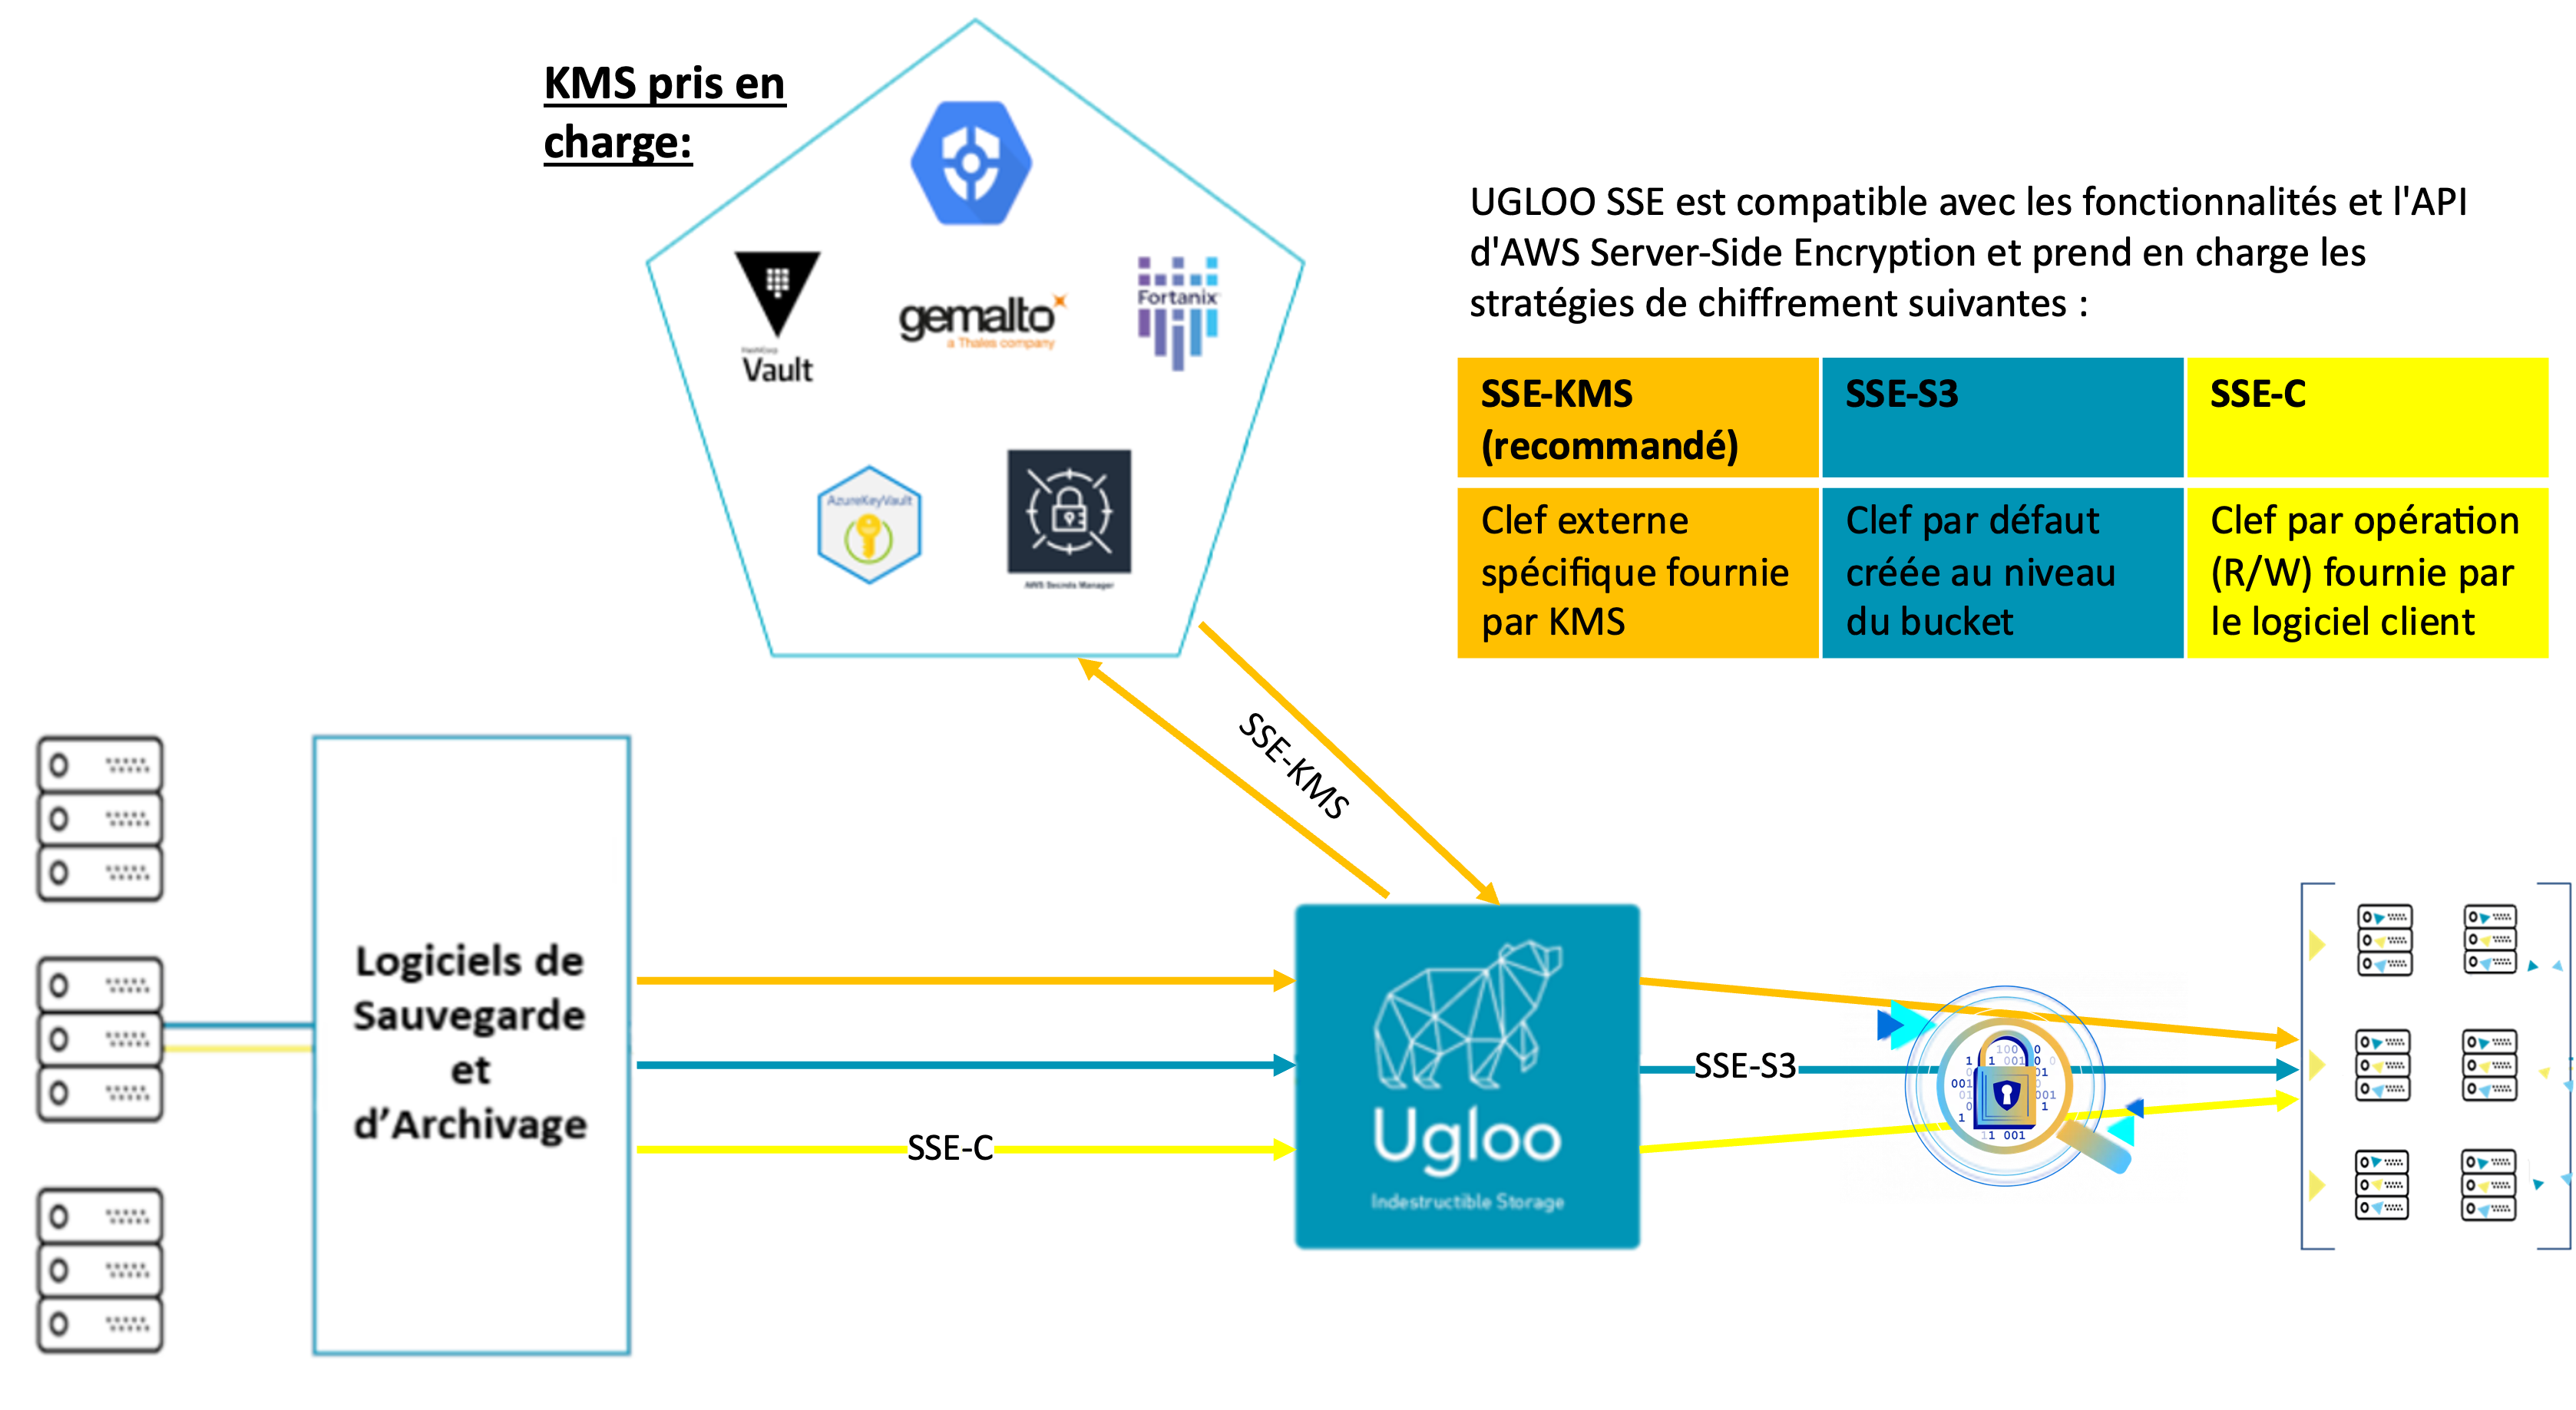 KMS pris en
charge:
UGLOO SSE est compatible avec les fonctionnalités et l'API
d'AWS Server-Side Encryption et prend en charge les
stratégies de chiffrement suivantes :
HashiCorp
Vault
gemalto
a Thales company
Fortanix
AzureKeyVault
AWS Secrets Manager
SSE-KMS
(recommandé)
SSE-S3
SSE-C
Clef externe
spécifique fournie
par KMS
Clef par défaut
créée au niveau
du bucket
Clef par opération
(R/W) fournie par
le logiciel client
SSE-KMS
Logiciels de
Sauvegarde
et
d'Archivage
SSE-C
Ugloo
Indestructible Storage
SSE-S3